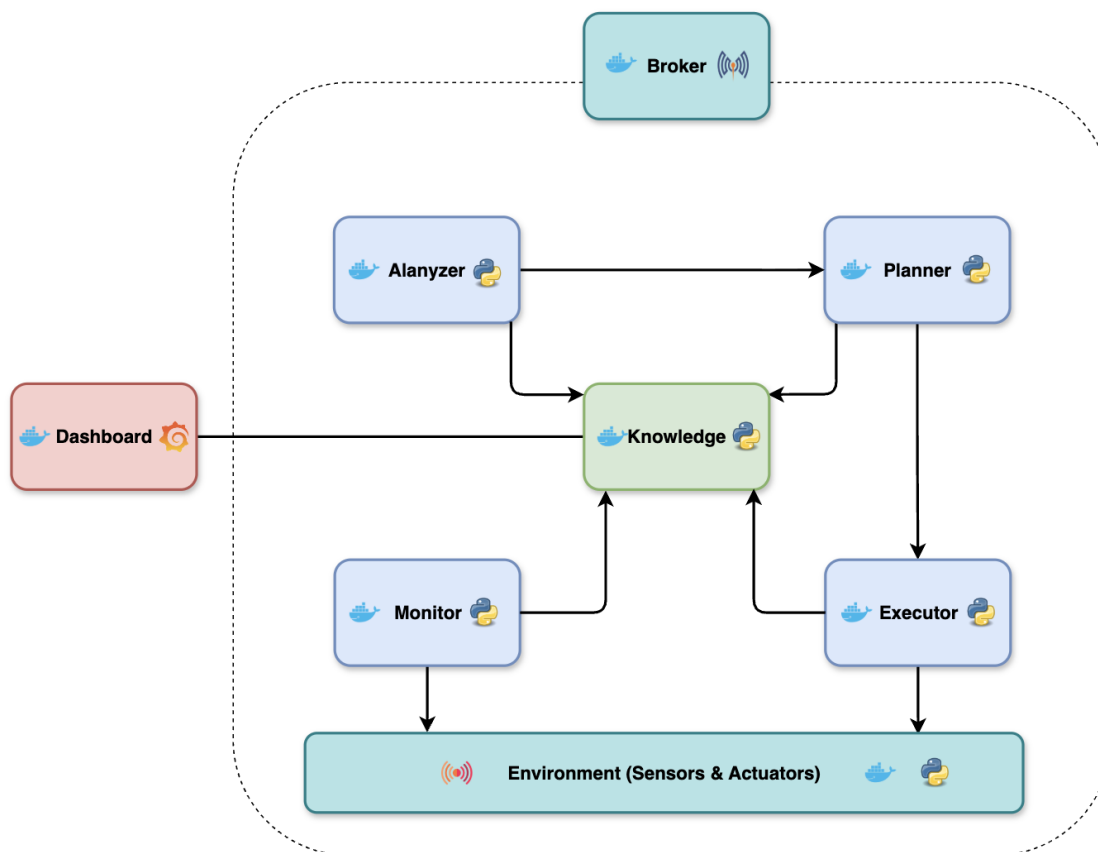 Broker
Alanyzer
Planner
Dashboard
Knowledge
Monitor
Executor
Environment (Sensors & Actuators)